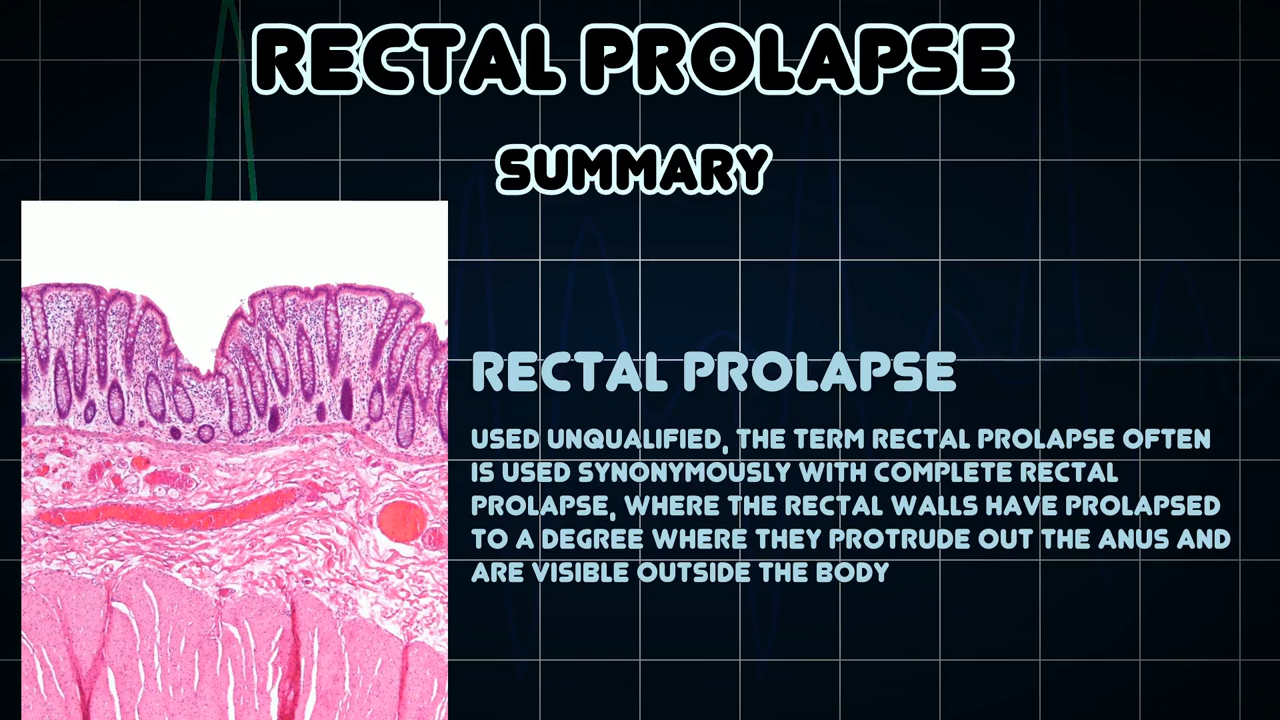 RECTAL PROLAPSE
SUMMARY
RECTAL PROLAPSE
USED UNQUALIFIED, THE TERM RECTAL PROLAPSE OFTEN
IS USED SYNONYMOUSLY WITH COMPLETE RECTAL
PROLAPSE, WHERE THE RECTAL WALLS HAVE PROLAPSED
TO A DEGREE WHERE THEY PROTRUDE OUT THE ANUS AND
ARE VISIBLE OUTSIDE THE BODY